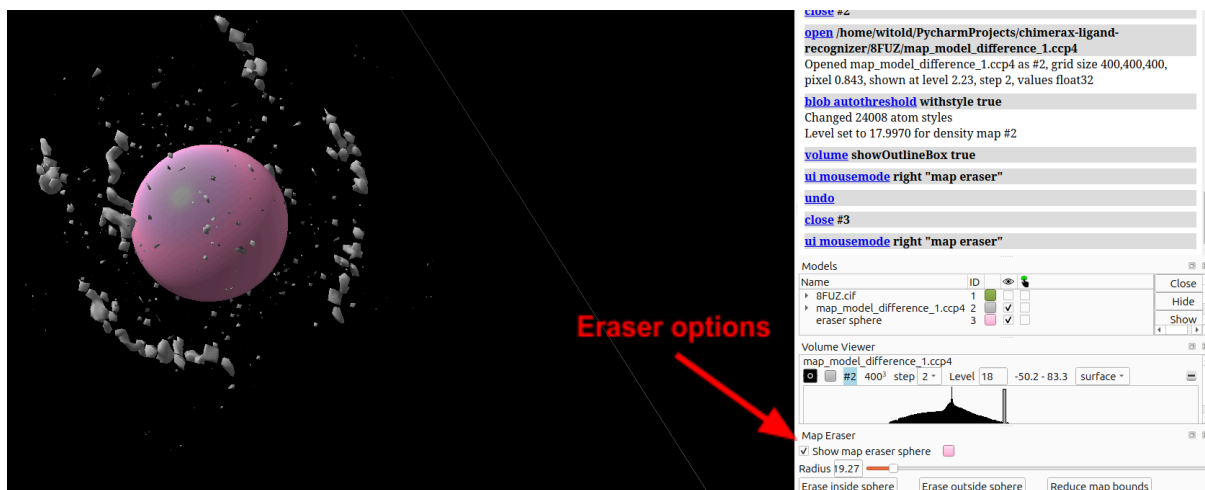 close #2
open /home/witold/PycharmProjects/chimerax-ligand-
recognizer/8FUZ/map_model_difference_1.ccp4
Opened map_model_difference_1.ccp4 as #2, grid size 400,400,400,
pixel 0.843, shown at level 2.23, step 2, values float32
blob autothreshold withstyle true
Changed 24008 atom styles
Level set to 17.9970 for density map #2
volume showOutlineBox true
ui mousemode right "map eraser"
undo
close #3
ui mousemode right "map eraser"
Models
Name ID Close
8FUZ.cif 1 Hide
map_model_difference_1.ccp4 2
eraser sphere 3 Show
Eraser options
Volume Viewer
map_model_difference_1.ccp4
#2 400³ step 2 Level 18 -50.2 - 83.3 surface
Map Eraser
Show map eraser sphere
Radius 19.27
Erase inside sphere Erase outside sphere Reduce map bounds